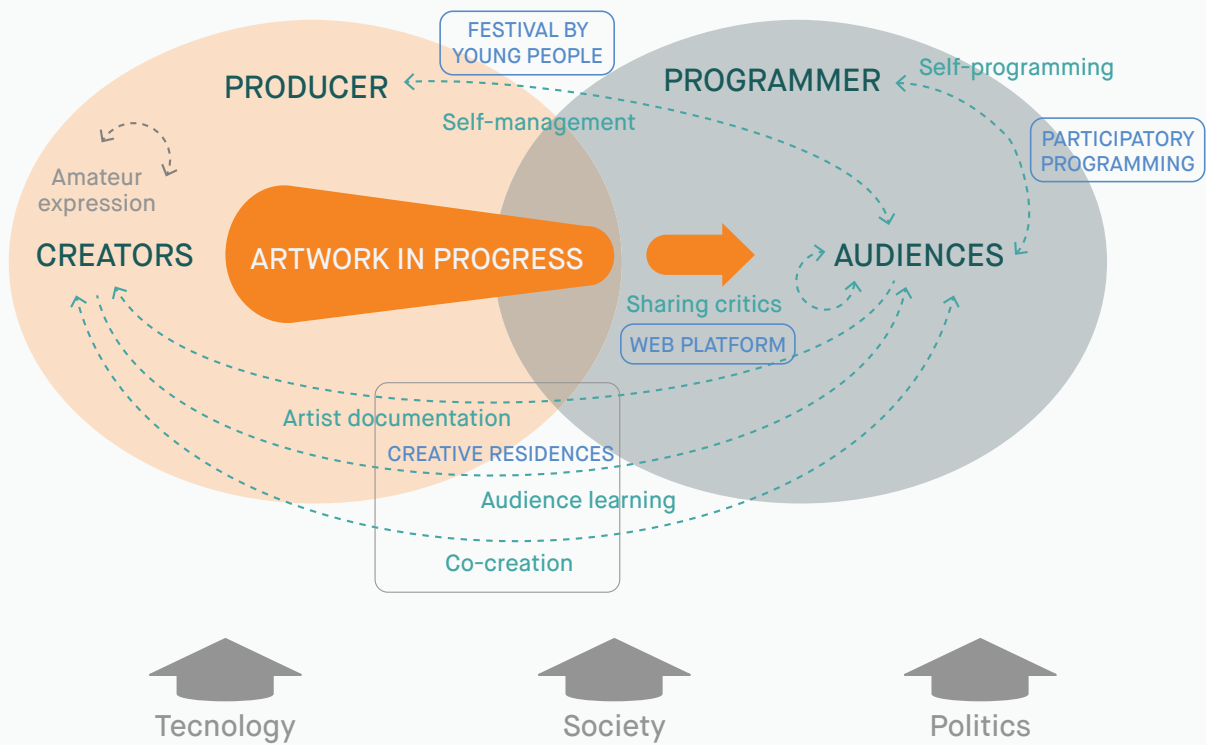 FESTIVAL BY
YOUNG PEOPLE
PRODUCER
PROGRAMMER
Self-programming
Self-management
PARTICIPATORY
PROGRAMMING
Amateur
expression
CREATORS
ARTWORK IN PROGRESS
AUDIENCES
Sharing critics
WEB PLATFORM
Artist documentation
CREATIVE RESIDENCES
Audience learning
Co-creation
Tecnology
Society
Politics